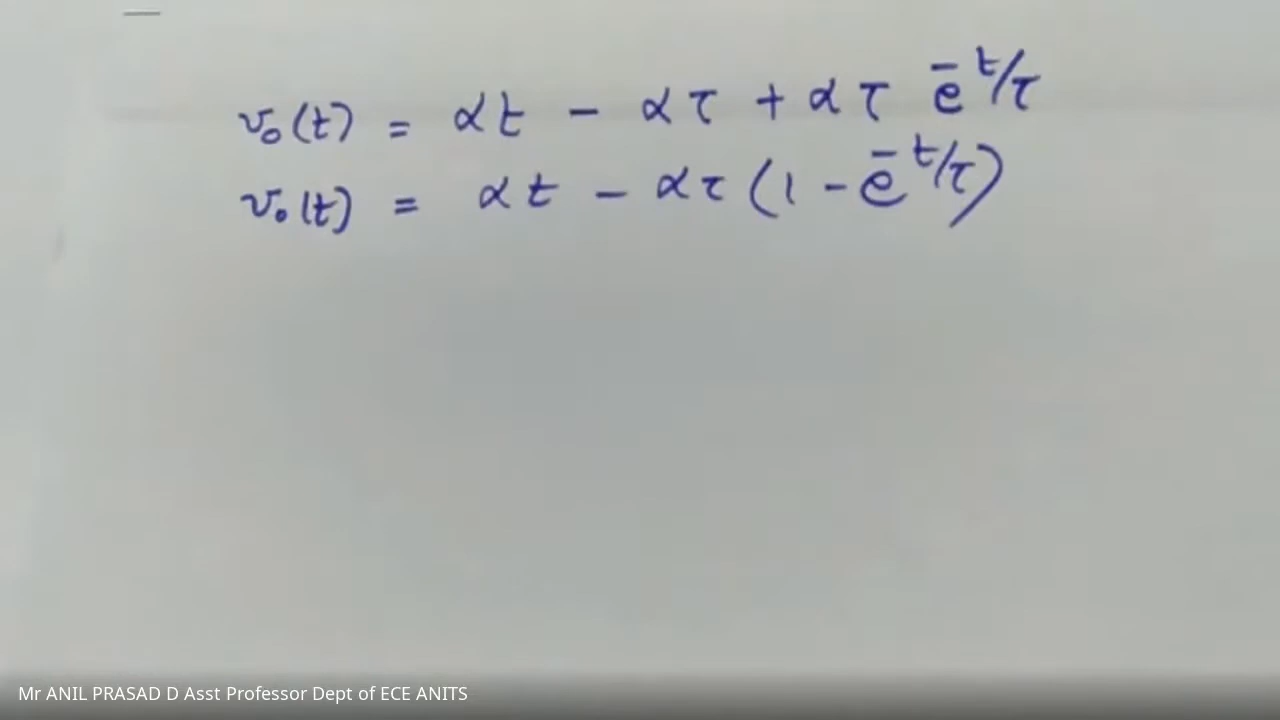 v₀(t) = αt − ατ + ατ e^−t/τ
v₀(t) = αt − ατ (1 − e^−t/τ)
Mr ANIL PRASAD D Asst Professor Dept of ECE ANITS